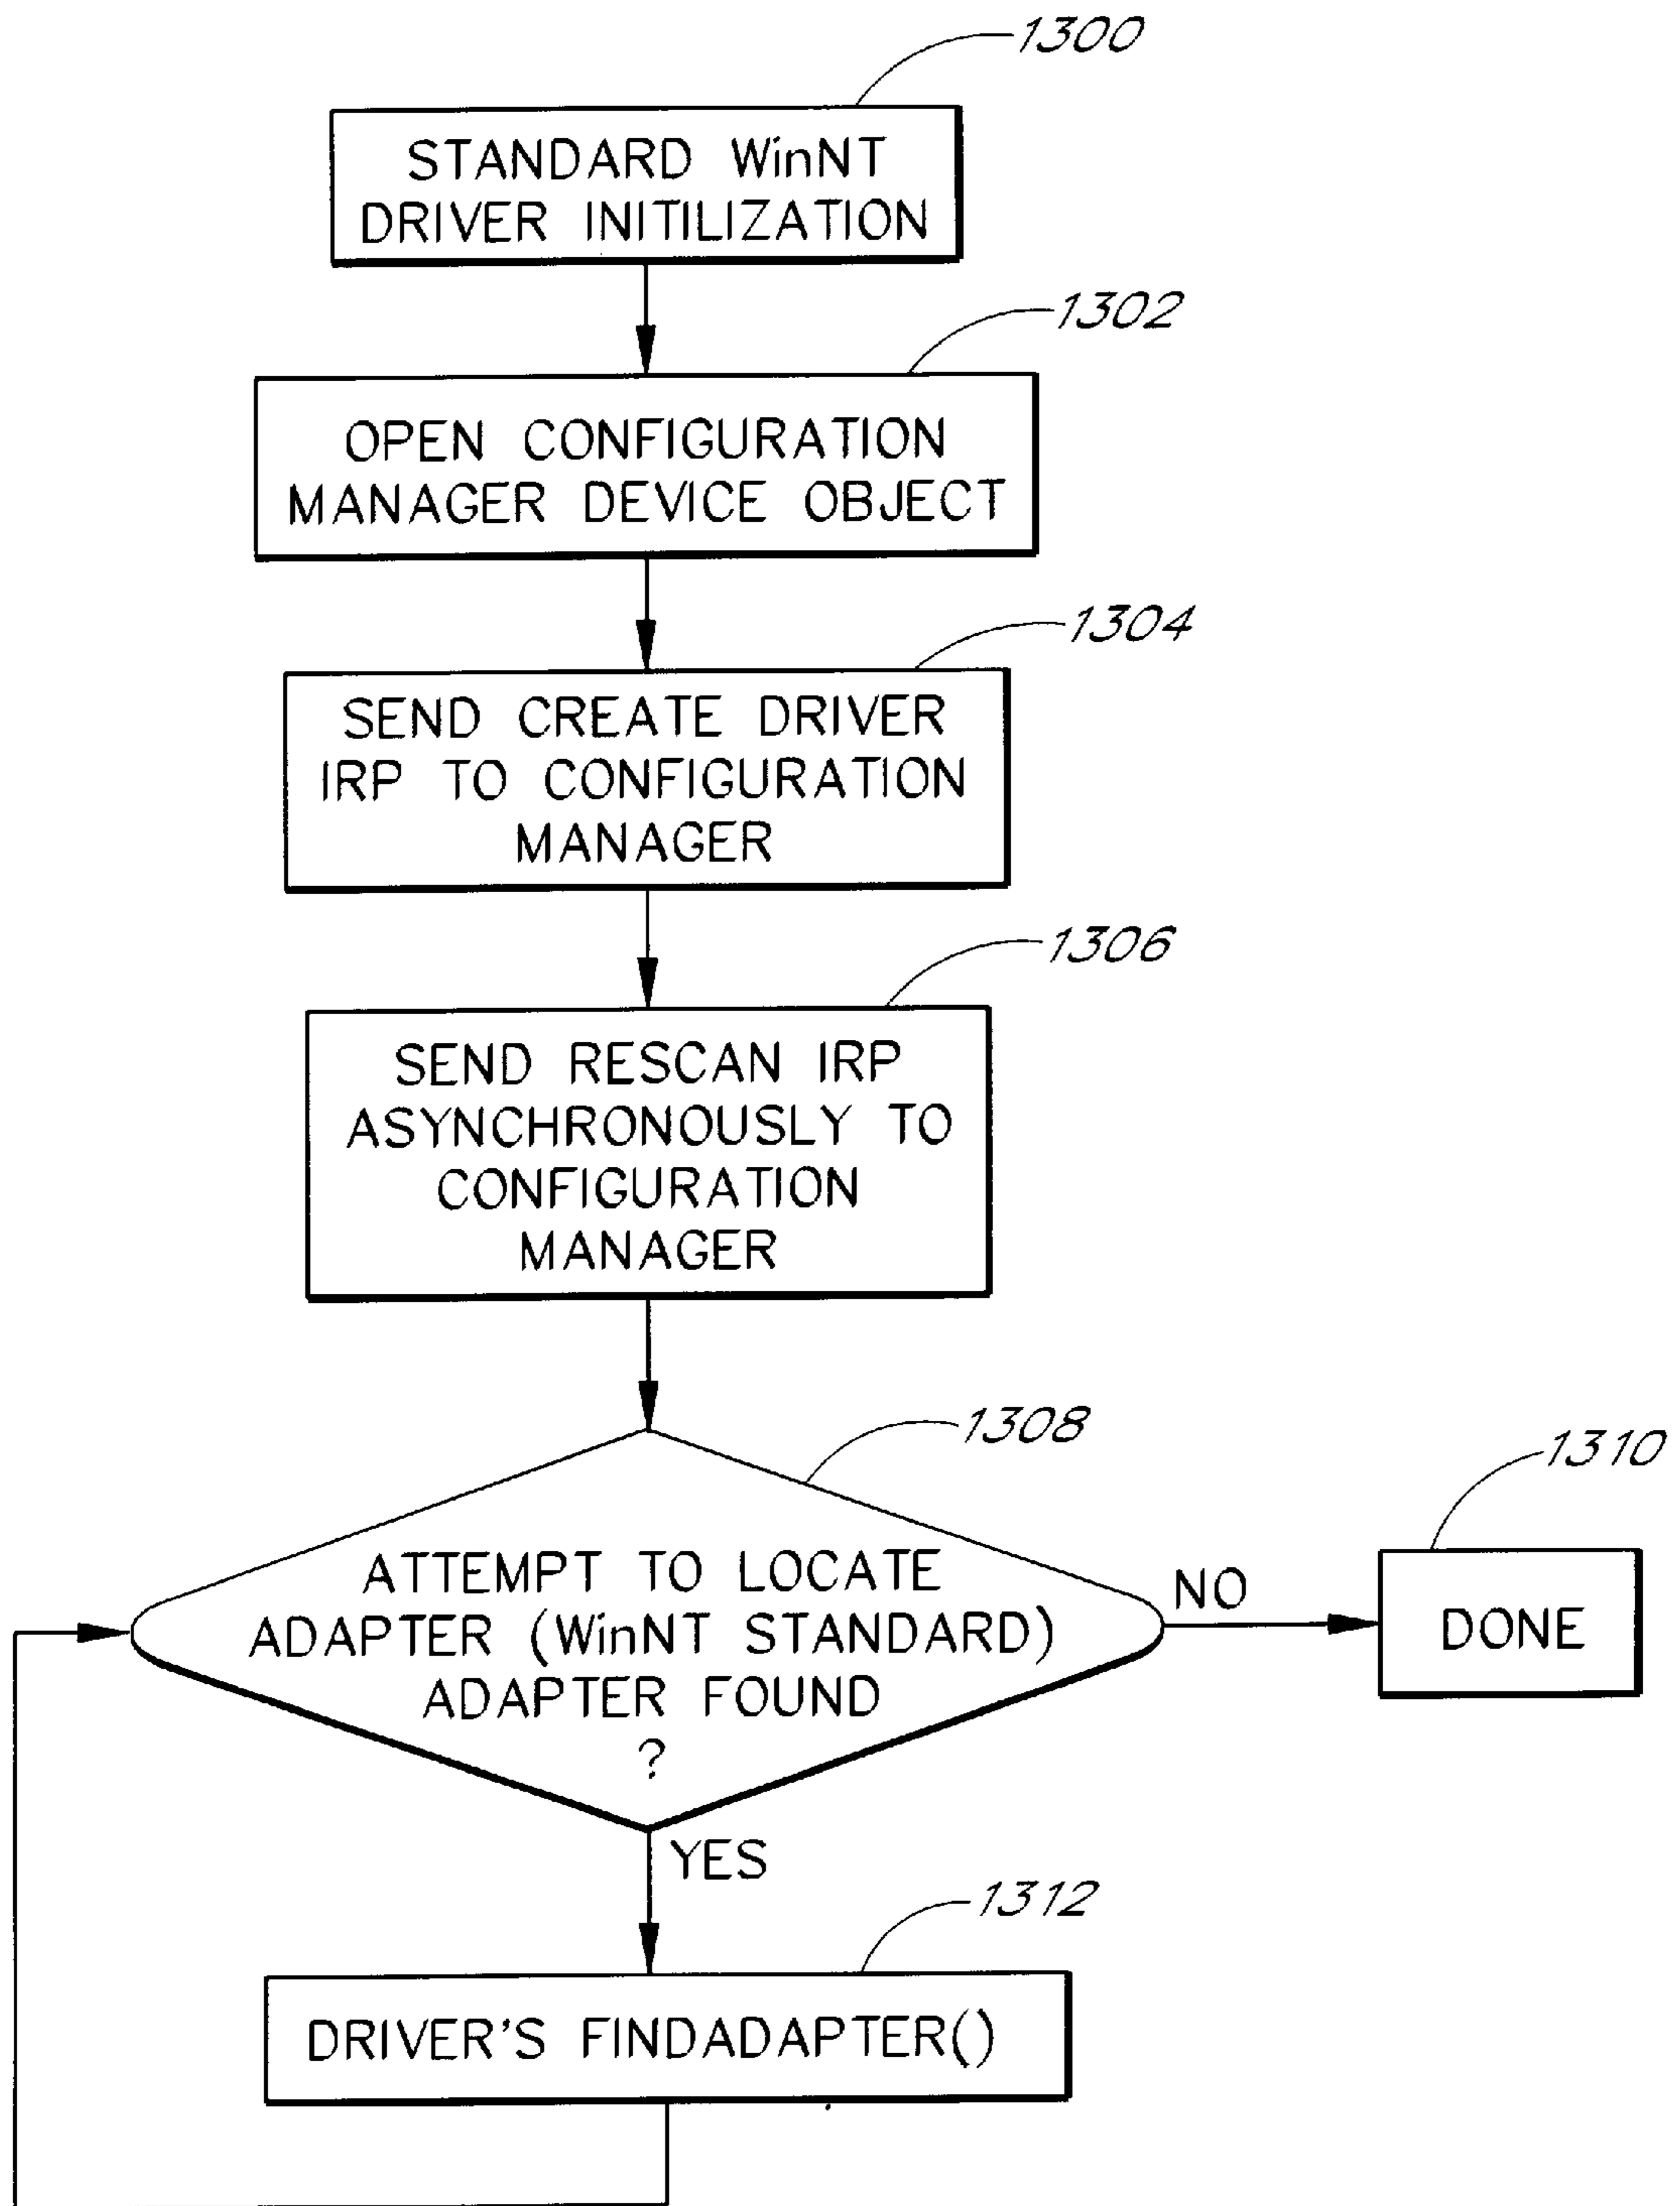 1300
STANDARD WinNT
DRIVER INITILIZATION
1302
OPEN CONFIGURATION
MANAGER DEVICE OBJECT
1304
SEND CREATE DRIVER
IRP TO CONFIGURATION
MANAGER
1306
SEND RESCAN IRP
ASYNCHRONOUSLY TO
CONFIGURATION
MANAGER
1308
ATTEMPT TO LOCATE
ADAPTER (WinNT STANDARD)
ADAPTER FOUND
?
NO
1310
DONE
YES
1312
DRIVER'S FINDADAPTER()